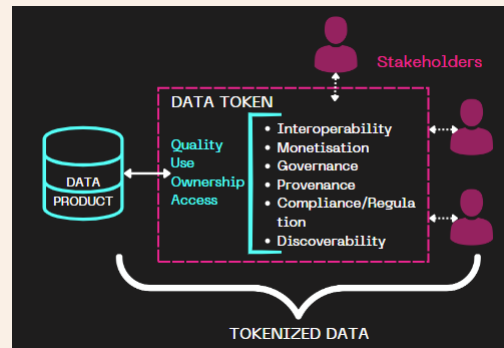 Stakeholders
DATA TOKEN
Quality
Use
Ownership
Access
• Interoperability
• Monetisation
• Governance
• Provenance
• Compliance/Regula
tion
• Discoverability
DATA
PRODUCT
TOKENIZED DATA